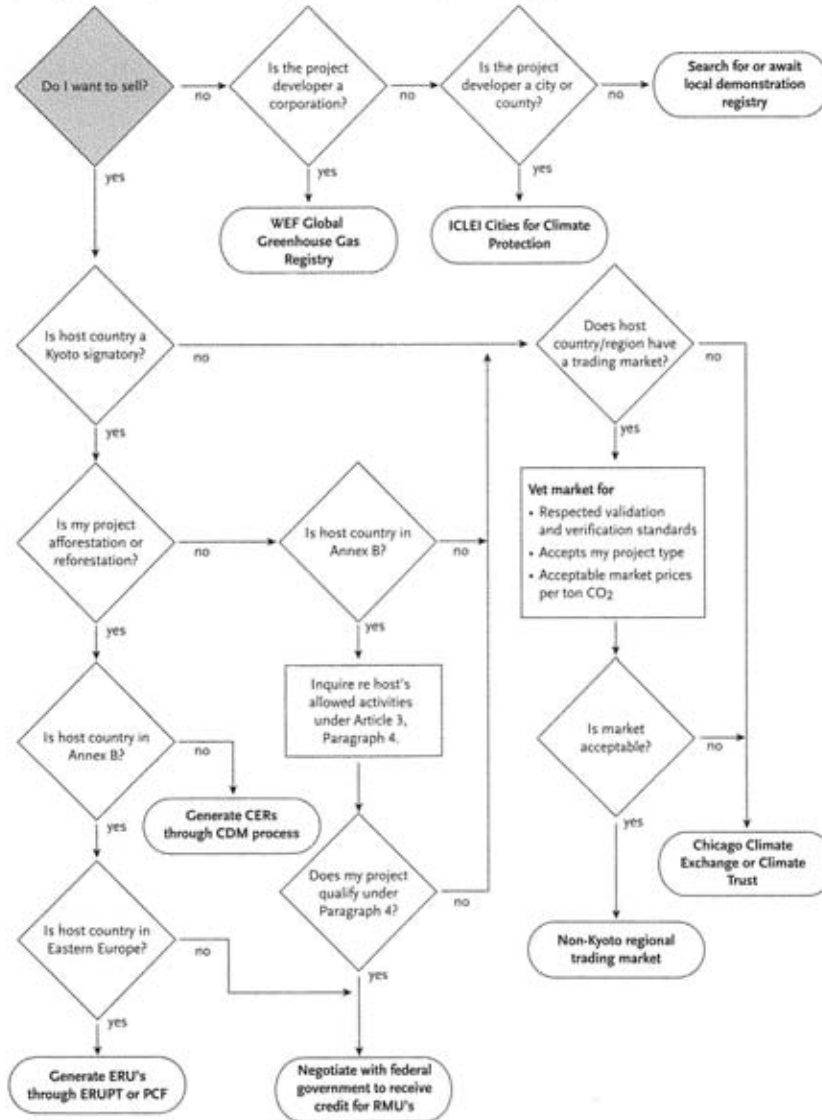 Do I want to sell?
no
yes
Is the project
developer a
corporation?
no
yes
Is the project
developer a city or
county?
no
yes
Search for or await
local demonstration
registry
WEF Global
Greenhouse Gas
Registry
ICLEI Cities for Climate
Protection
Is host country a
Kyoto signatory?
no
yes
Does host
country/region have
a trading market?
no
yes
Is my project
afforestation or
reforestation?
no
yes
Is host country in
Annex B?
no
yes
Vet market for
• Respected validation
and verification standards
• Accepts my project type
• Acceptable market prices
per ton CO₂
Inquire re host's
allowed activities
under Article 3,
Paragraph 4.
Is host country in
Annex B?
no
yes
Is market
acceptable?
no
yes
Generate CERs
through CDM process
Does my project
qualify under
Paragraph 4?
no
yes
Chicago Climate
Exchange or Climate
Trust
Is host country in
Eastern Europe?
no
yes
Non-Kyoto regional
trading market
Generate ERU's
through ERUPT or PCF
Negotiate with federal
government to receive
credit for RMU's